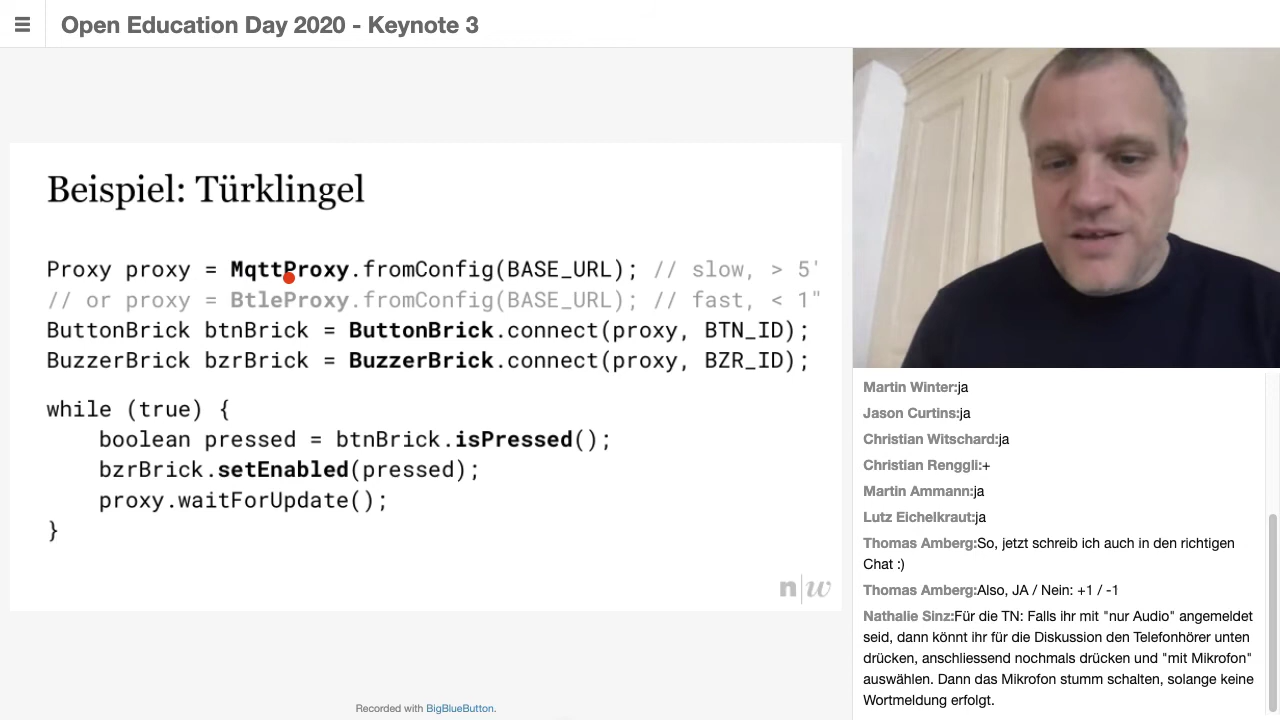 Open Education Day 2020 - Keynote 3
Beispiel: Türklingel
Proxy proxy = MqttProxy.fromConfig(BASE_URL); // slow, > 5'
// or proxy = BtleProxy.fromConfig(BASE_URL); // fast, < 1"
ButtonBrick btnBrick = ButtonBrick.connect(proxy, BTN_ID);
BuzzerBrick bzrBrick = BuzzerBrick.connect(proxy, BZR_ID);
while (true) {
boolean pressed = btnBrick.isPressed();
bzrBrick.setEnabled(pressed);
proxy.waitForUpdate();
}
n|w
Recorded with BigBlueButton.
Martin Winter:ja
Jason Curtins:ja
Christian Witschard:ja
Christian Renggli:+
Martin Ammann:ja
Lutz Eichelkraut:ja
Thomas Amberg:So, jetzt schreib ich auch in den richtigen
Chat :)
Thomas Amberg:Also, JA / Nein: +1 / -1
Nathalie Sinz:Für die TN: Falls ihr mit "nur Audio" angemeldet
seid, dann könnt ihr für die Diskussion den Telefonhörer unten
drücken, anschliessend nochmals drücken und "mit Mikrofon"
auswählen. Dann das Mikrofon stumm schalten, solange keine
Wortmeldung erfolgt.